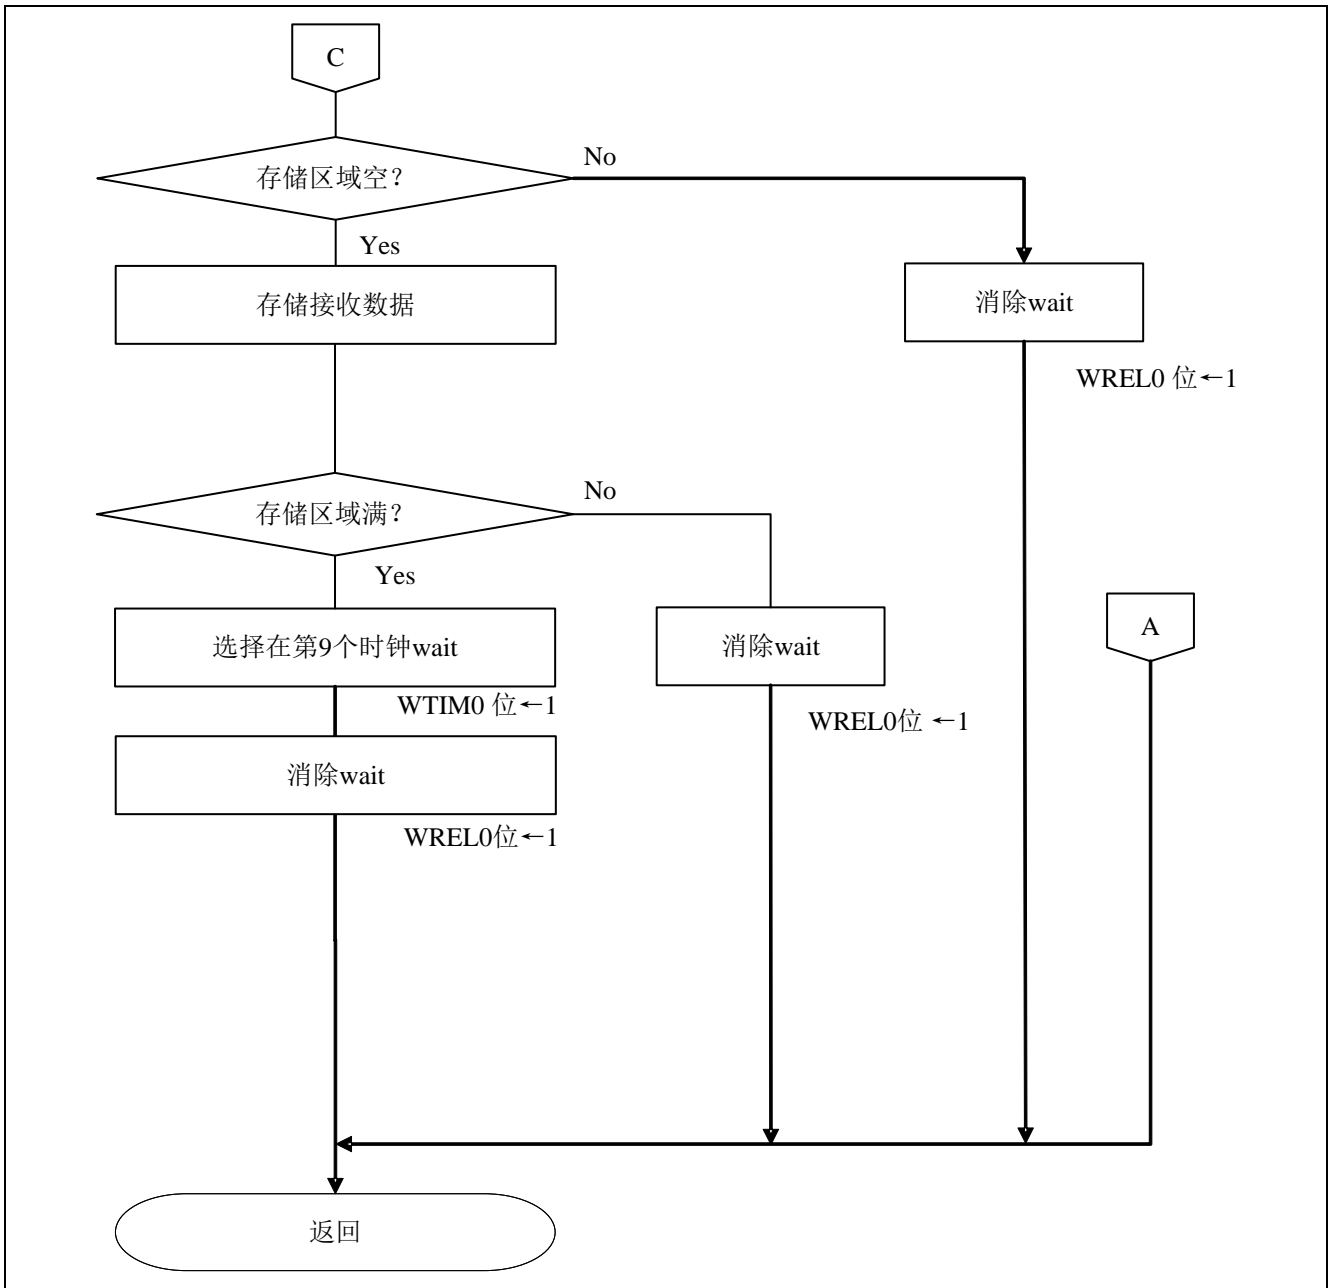 C
存储区域空？
No
Yes
存储接收数据
消除wait
WREL0 位←1
存储区域满？
No
Yes
选择在第9个时钟wait
消除wait
A
WTIM0 位←1
WREL0位 ←1
消除wait
WREL0位←1
返回